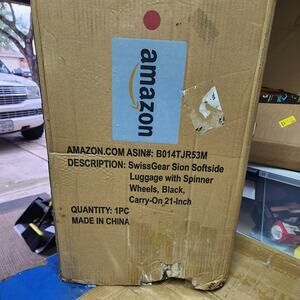 amazon
AMAZON.COM ASIN#: B014TJR53M
DESCRIPTION: SwissGear Sion Softside
Luggage with Spinner
Wheels, Black,
Carry-On 21-Inch
QUANTITY: 1PC
MADE IN CHINA